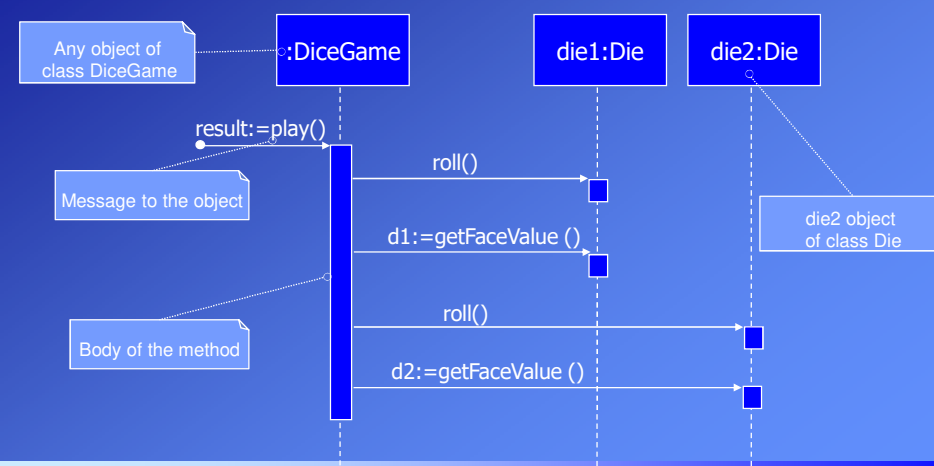 Any object of
class DiceGame
:DiceGame
die1:Die
die2:Die
result:=play()
roll()
Message to the object
die2 object
of class Die
d1:=getFaceValue ()
roll()
Body of the method
d2:=getFaceValue ()